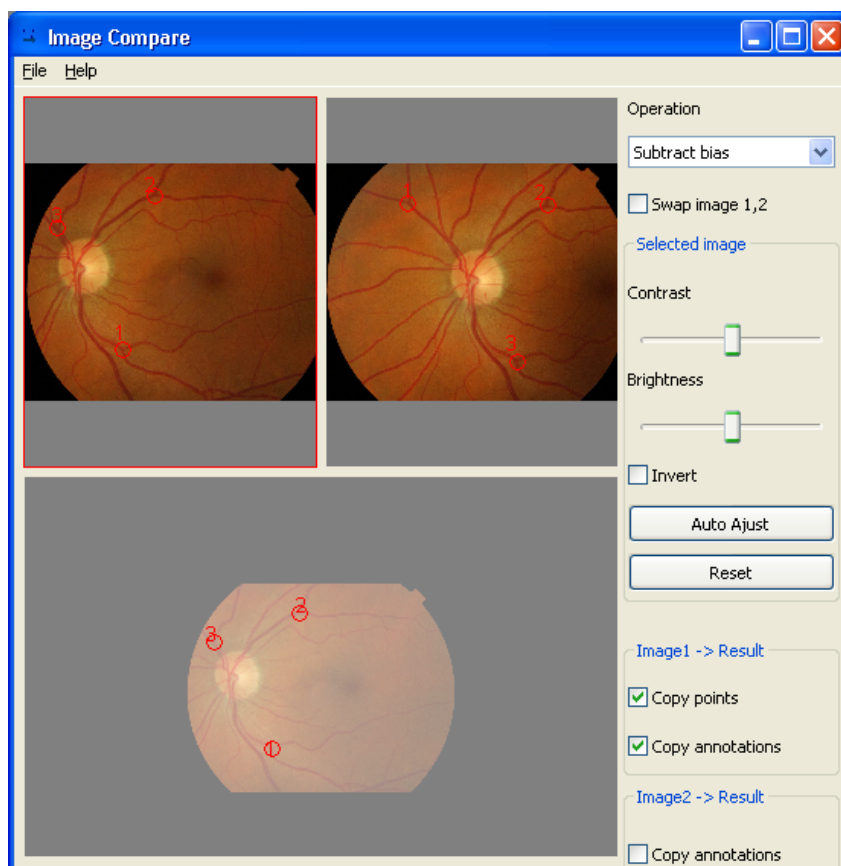 Image Compare
File Help
Operation
Subtract bias
Swap image 1,2
Selected image
Contrast
Brightness
Invert
Auto Ajust
Reset
Image1 -> Result
Copy points
Copy annotations
Image2 -> Result
Copy annotations
3
2
1
1
2
3
3
2
1